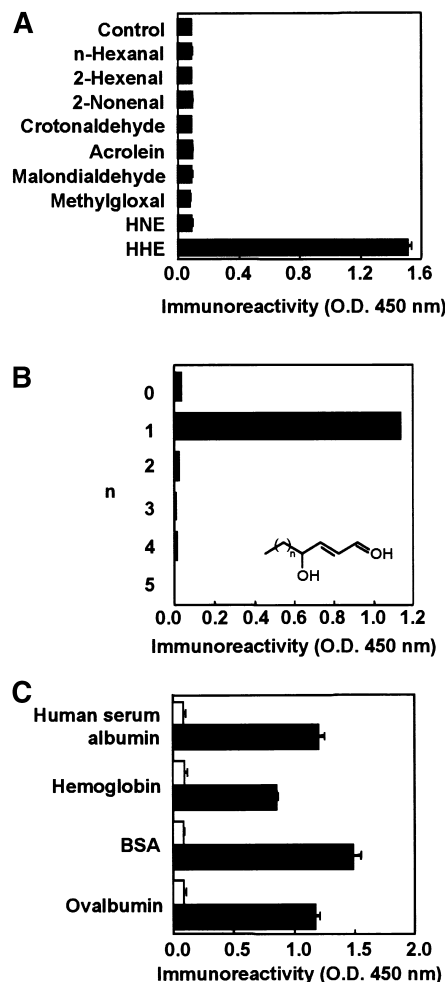 A
Control
n-Hexanal
2-Hexenal
2-Nonenal
Crotonaldehyde
Acrolein
Malondialdehyde
Methylgloxal
HNE
HHE
0.0 0.4 0.8 1.2 1.6
Immunoreactivity (O.D. 450 nm)
B
0
1
2
n
3
4
5
n
OH
OH
0.0 0.2 0.4 0.6 0.8 1.0 1.2
Immunoreactivity (O.D. 450 nm)
C
Human serum
albumin
Hemoglobin
BSA
Ovalbumin
0.0 0.5 1.0 1.5 2.0
Immunoreactivity (O.D. 450 nm)